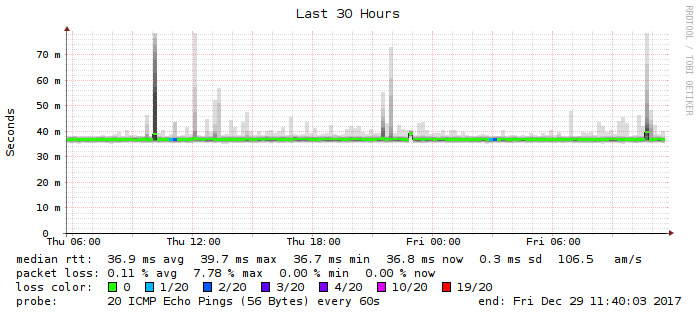 Last 30 Hours
RRDTOOL / TOBI OETIKER
Seconds
70 m
60 m
50 m
40 m
30 m
20 m
10 m
0
Thu 06:00 Thu 12:00 Thu 18:00 Fri 00:00 Fri 06:00
median rtt: 36.9 ms avg 39.7 ms max 36.7 ms min 36.8 ms now 0.3 ms sd 106.5 am/s
packet loss: 0.11 % avg 7.78 % max 0.00 % min 0.00 % now
loss color: 0 1/20 2/20 3/20 4/20 10/20 19/20
probe: 20 ICMP Echo Pings (56 Bytes) every 60s end: Fri Dec 29 11:40:03 2017